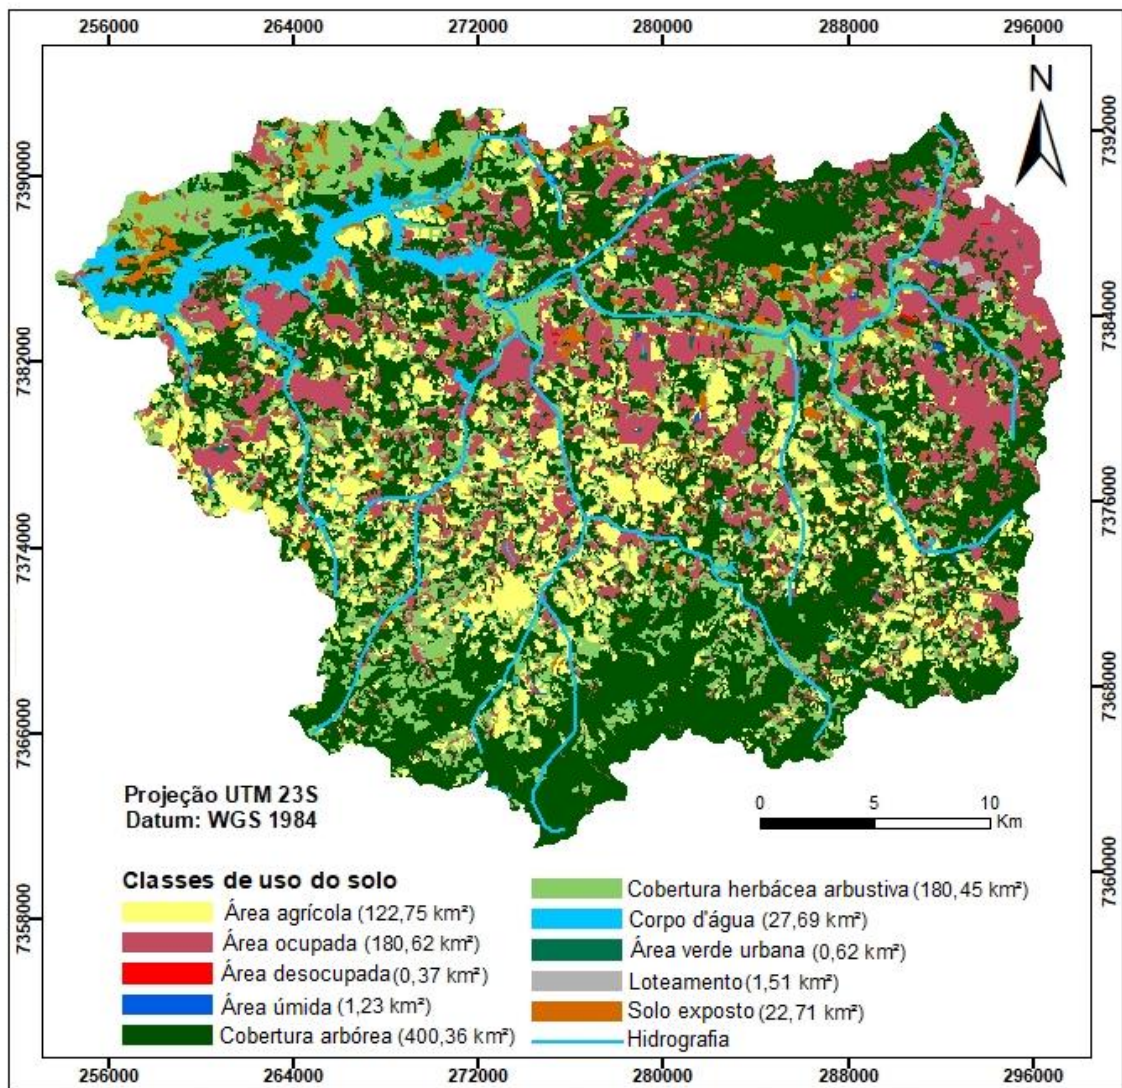 256000 264000 272000 280000 288000 296000
N
7390000
7382000
7374000
7366000
7358000
7392000
7384000
7376000
7368000
7360000
Projeção UTM 23S
Datum: WGS 1984
0 5 10
Km
Classes de uso do solo
Área agrícola (122,75 km²)
Área ocupada (180,62 km²)
Área desocupada (0,37 km²)
Área úmida (1,23 km²)
Cobertura arbórea (400,36 km²)
Cobertura herbácea arbustiva (180,45 km²)
Corpo d'água (27,69 km²)
Área verde urbana (0,62 km²)
Loteamento (1,51 km²)
Solo exposto (22,71 km²)
Hidrografia
256000 264000 272000 280000 288000 296000